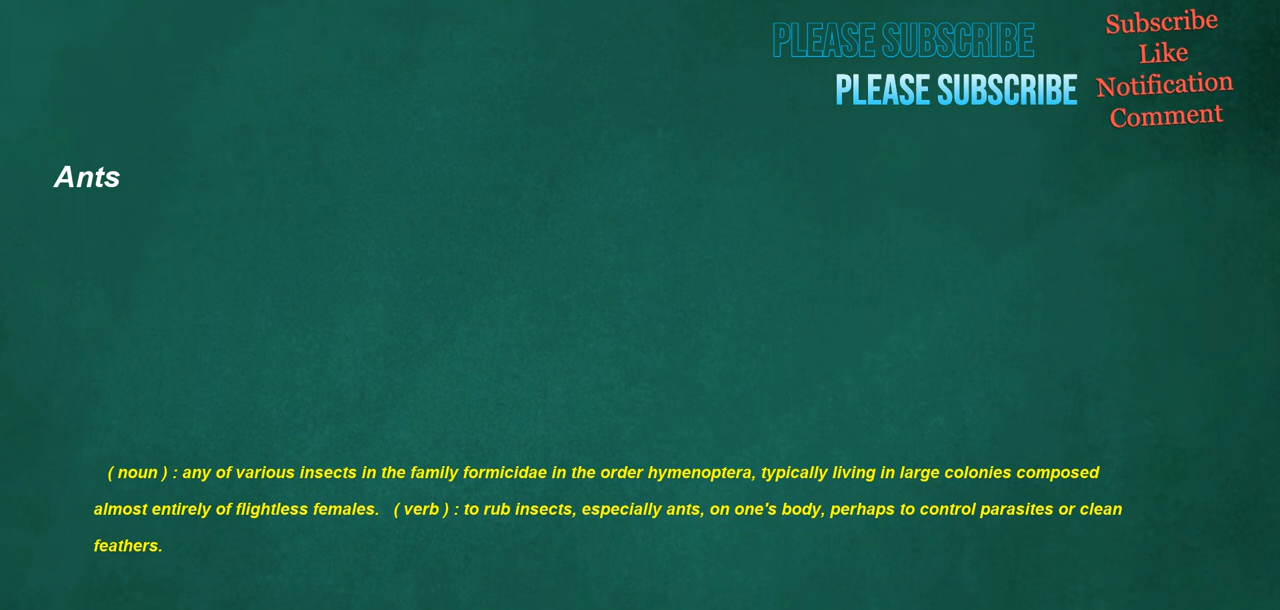 PLEASE SUBSCRIBE
PLEASE SUBSCRIBE
Subscribe
Like
Notification
Comment
Ants
( noun ) : any of various insects in the family formicidae in the order hymenoptera, typically living in large colonies composed
almost entirely of flightless females. ( verb ) : to rub insects, especially ants, on one's body, perhaps to control parasites or clean
feathers.